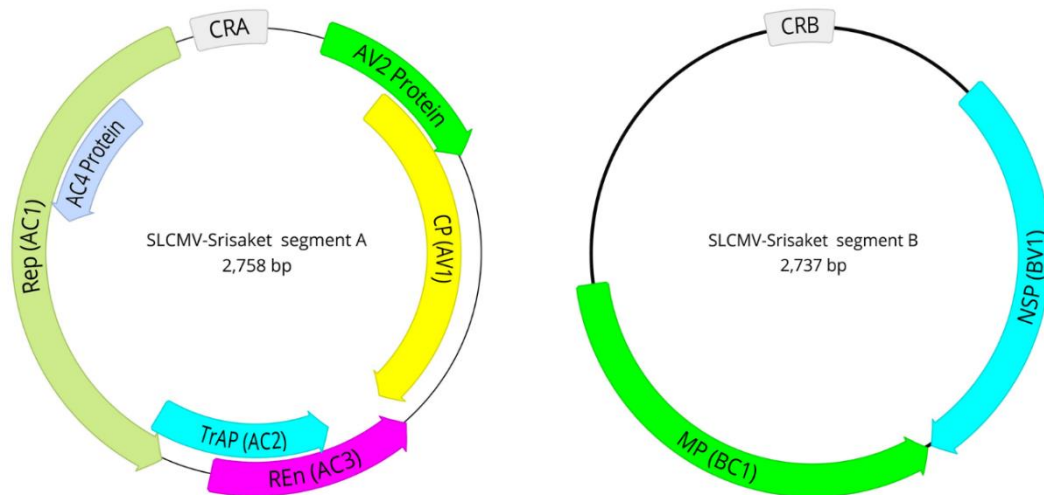 CRA
AV2 Protein
CP (AV1)
REn (AC3)
TrAP (AC2)
Rep (AC1)
AC4 Protein
SLCMV-Srisaket segment A
2,758 bp
CRB
NSP (BV1)
MP (BC1)
SLCMV-Srisaket segment B
2,737 bp